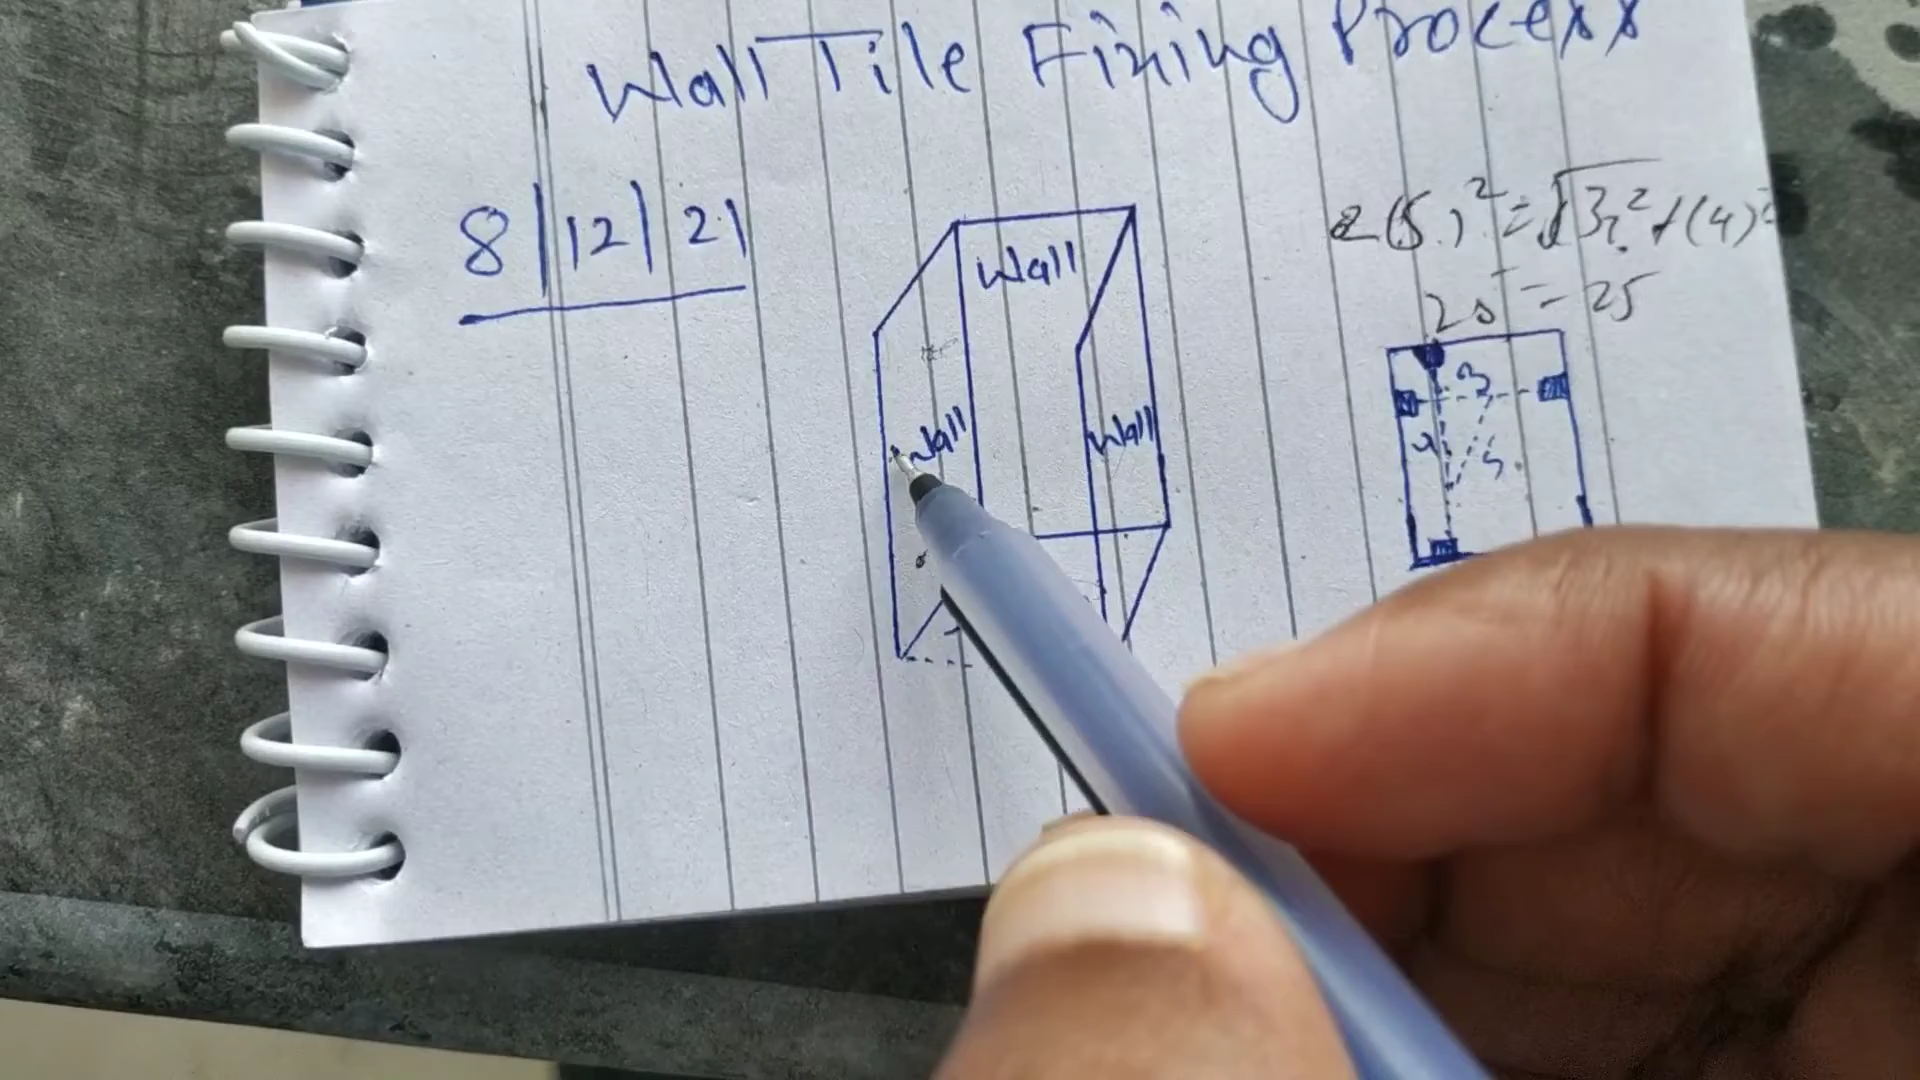 Wall Tile Fixing Process
8|12|21
(5)² = √3² + (4)²
25 = 25
Wall
Wall
Wall
3
4
5